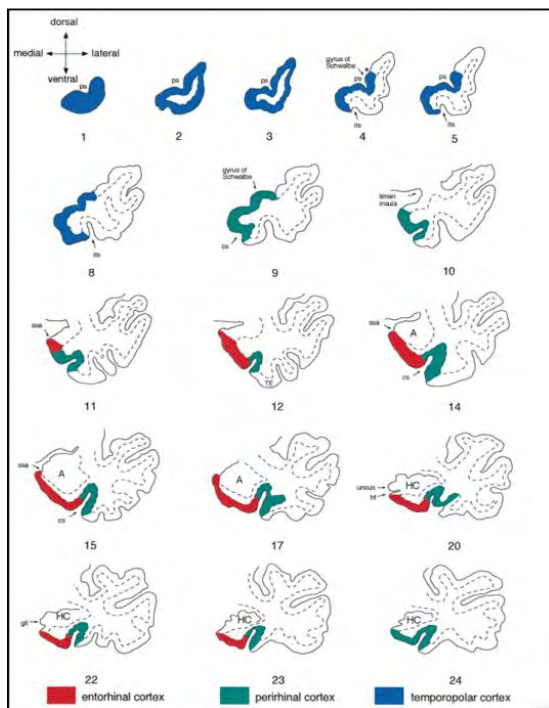 dorsal
medial lateral
ventral
ps
1
2
ps
3
gyrus of
Schwalbe
*
ps
its
4
ps
its
5
its
8
gyrus of
Schwalbe
cs
9
limen
insula
10
ssa
11
TE
12
ssa
A
cs
14
ssa
A
cs
15
A
17
uncus
hf
HC
20
gil
HC
22
HC
23
HC
24
entorhinal cortex
perirhinal cortex
temporopolar cortex